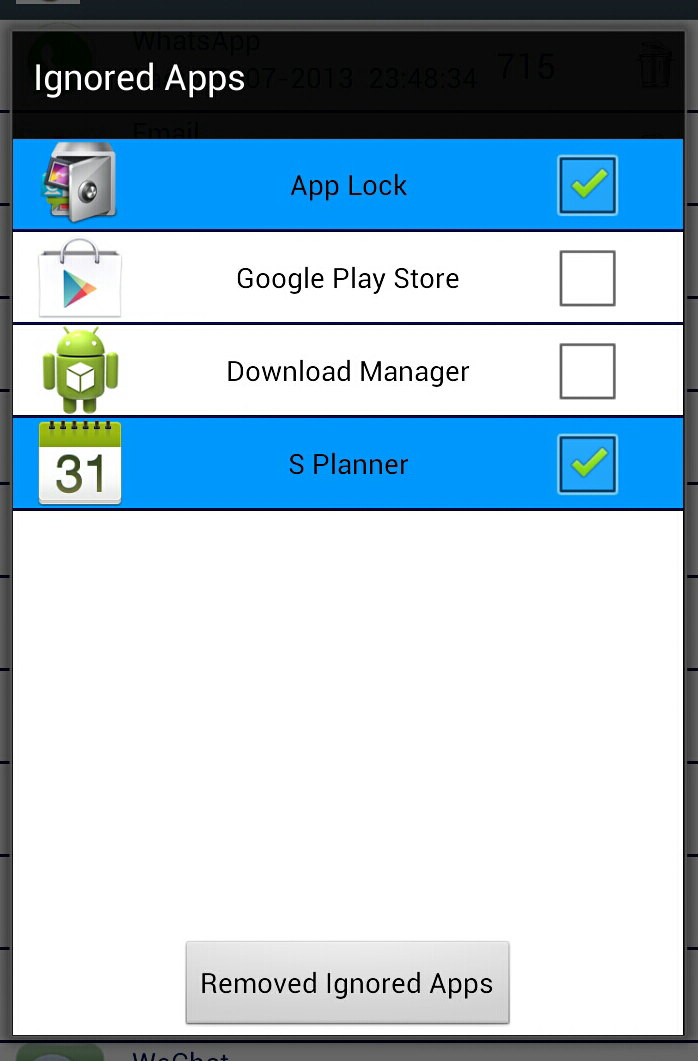 WhatsApp
07-2013 23:48:34 715
Ignored Apps
Email
App Lock
Google Play Store
Download Manager
31
S Planner
Removed Ignored Apps
WeChat